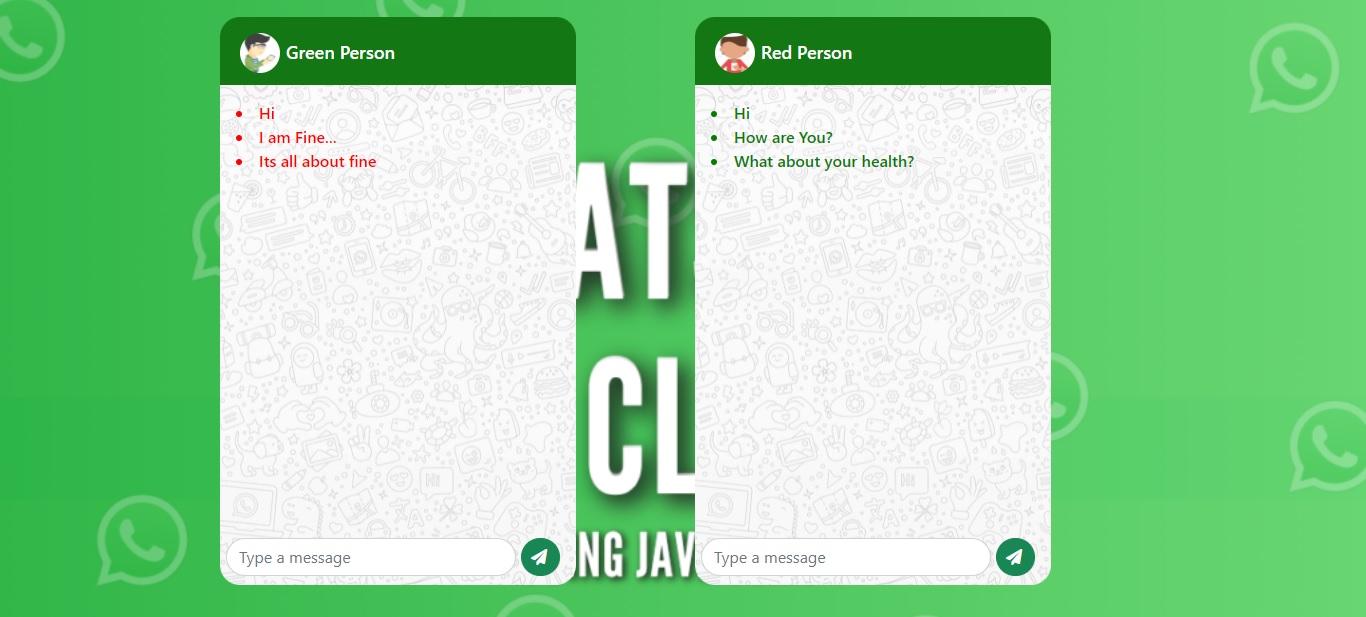 Green Person
Hi
I am Fine...
Its all about fine
Type a message
AT
CL
NG JAV
Red Person
Hi
How are You?
What about your health?
Type a message